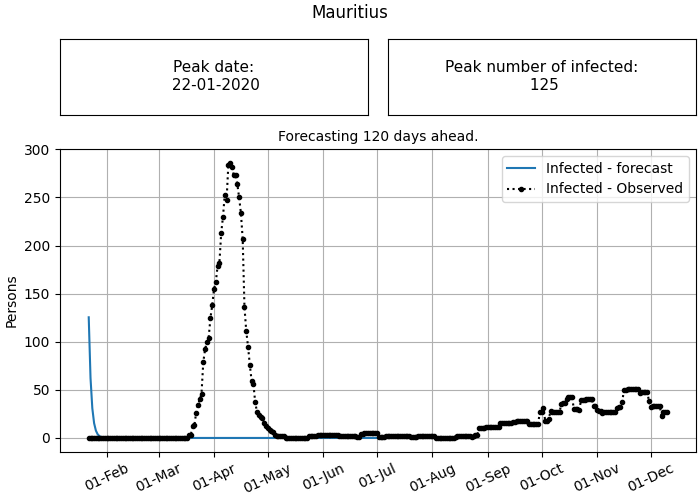 Mauritius
Peak date:
22-01-2020
Peak number of infected:
125
Forecasting 120 days ahead.
Infected - forecast
Infected - Observed
Persons
300
250
200
150
100
50
0
01-Feb
01-Mar
01-Apr
01-May
01-Jun
01-Jul
01-Aug
01-Sep
01-Oct
01-Nov
01-Dec